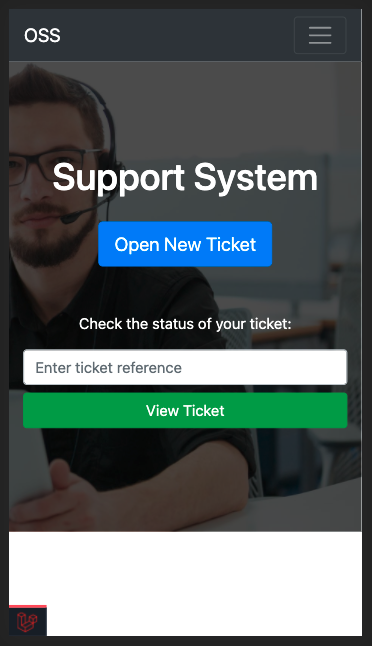 OSS
Support System
Open New Ticket
Check the status of your ticket:
Enter ticket reference
View Ticket